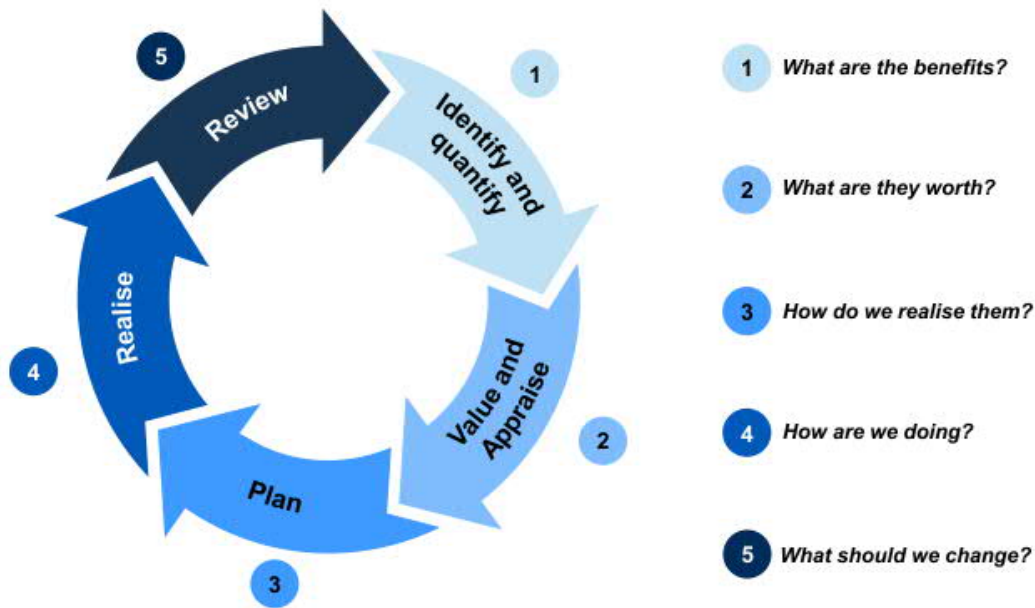 5
Review
1
Identify and
quantify
Value and
Appraise
2
Plan
3
Realise
4
1 What are the benefits?
2 What are they worth?
3 How do we realise them?
4 How are we doing?
5 What should we change?